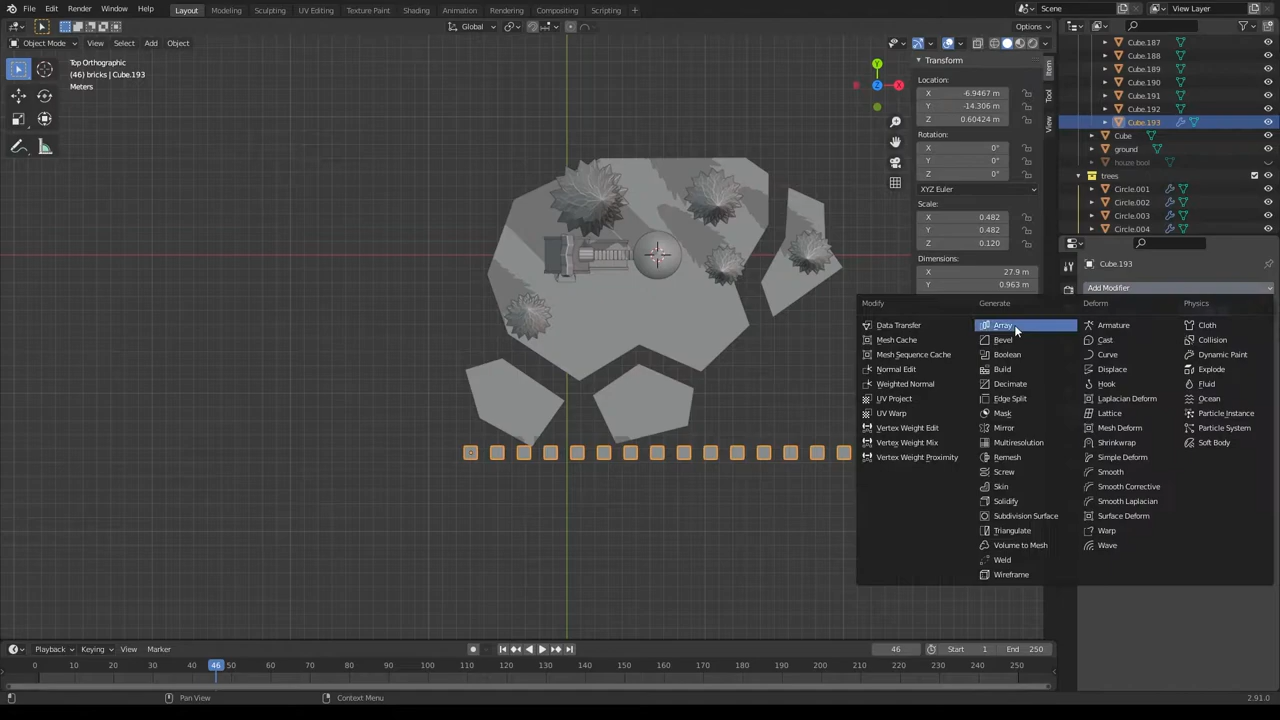 File Edit Render Window Help Layout Modeling Sculpting UV Editing Texture Paint Shading Animation Rendering Compositing Scripting + Scene View Layer
Global Options
Object Mode View Select Add Object
Top Orthographic
(46) bricks | Cube.193
Meters
Y
X
Z
Transform
Location:
X -6.9467 m
Y -14.306 m
Z 0.60424 m
Rotation:
X 0°
Y 0°
Z 0°
XYZ Euler
Scale:
X 0.482
Y 0.482
Z 0.120
Dimensions:
X 27.9 m
Y 0.963 m
Item
Tool
View
Cube.187
Cube.188
Cube.189
Cube.190
Cube.191
Cube.192
Cube.193
Cube
ground
houze bool
trees
Circle.001
Circle.002
Circle.003
Circle.004
Cube.193
Add Modifier
Modify Generate Deform Physics
Data Transfer Array Armature Cloth
Mesh Cache Bevel Cast Collision
Mesh Sequence Cache Boolean Curve Dynamic Paint
Normal Edit Build Displace Explode
Weighted Normal Decimate Hook Fluid
UV Project Edge Split Laplacian Deform Ocean
UV Warp Mask Lattice Particle Instance
Vertex Weight Edit Mirror Mesh Deform Particle System
Vertex Weight Mix Multiresolution Shrinkwrap Soft Body
Vertex Weight Proximity Remesh Simple Deform
Screw Smooth
Skin Smooth Corrective
Solidify Smooth Laplacian
Subdivision Surface Surface Deform
Triangulate Warp
Volume to Mesh Wave
Weld
Wireframe
Playback Keying View Marker 46 Start 1 End 250
0 10 20 30 40 46 50 60 70 80 90 100 110 120 130 140 150 160 170 180 190 200 210 220 230 240 250
Pan View Context Menu 2.91.0